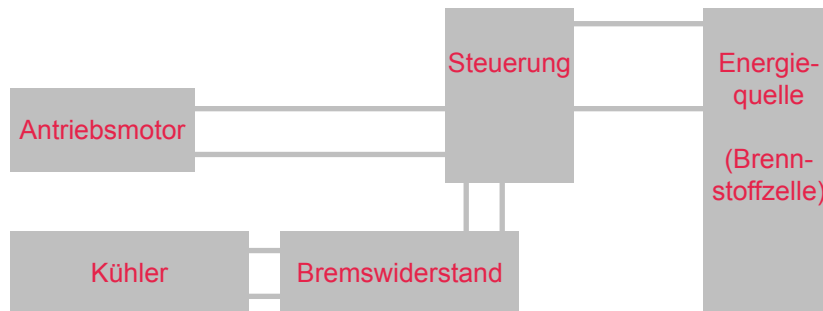 Steuerung
Energie-
quelle
(Brenn-
stoffzelle)
Antriebsmotor
Kühler
Bremswiderstand